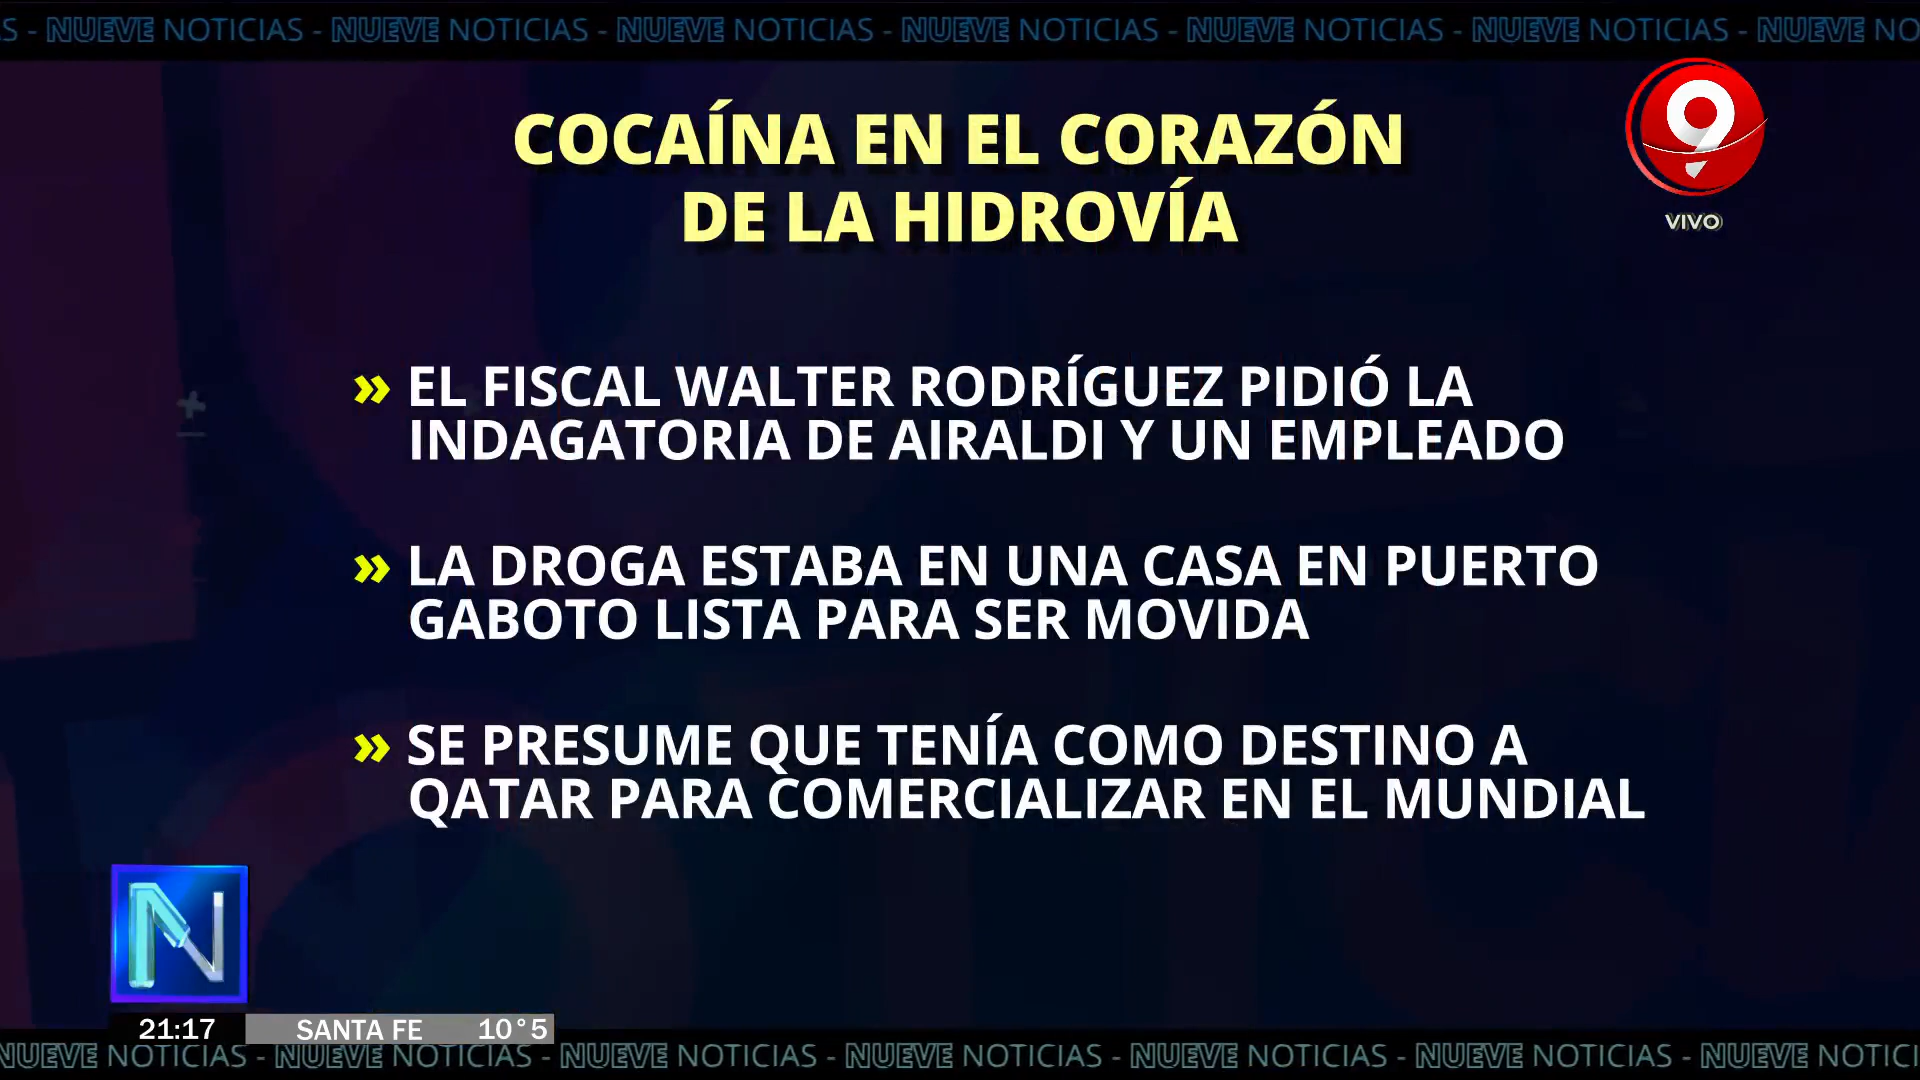 S - NUEVE NOTICIAS - NUEVE NOTICIAS - NUEVE NOTICIAS - NUEVE NOTICIAS - NUEVE NOTICIAS - NUEVE NOTICIAS - NUEVE NO
9
VIVO
COCAÍNA EN EL CORAZÓN
DE LA HIDROVÍA
» EL FISCAL WALTER RODRÍGUEZ PIDIÓ LA
INDAGATORIA DE AIRALDI Y UN EMPLEADO
» LA DROGA ESTABA EN UNA CASA EN PUERTO
GABOTO LISTA PARA SER MOVIDA
» SE PRESUME QUE TENÍA COMO DESTINO A
QATAR PARA COMERCIALIZAR EN EL MUNDIAL
N
21:17 SANTA FE 10°5
NUEVE NOTICIAS - NUEVE NOTICIAS - NUEVE NOTICIAS - NUEVE NOTICIAS - NUEVE NOTICIAS - NUEVE NOTICIAS - NUEVE NOTICI